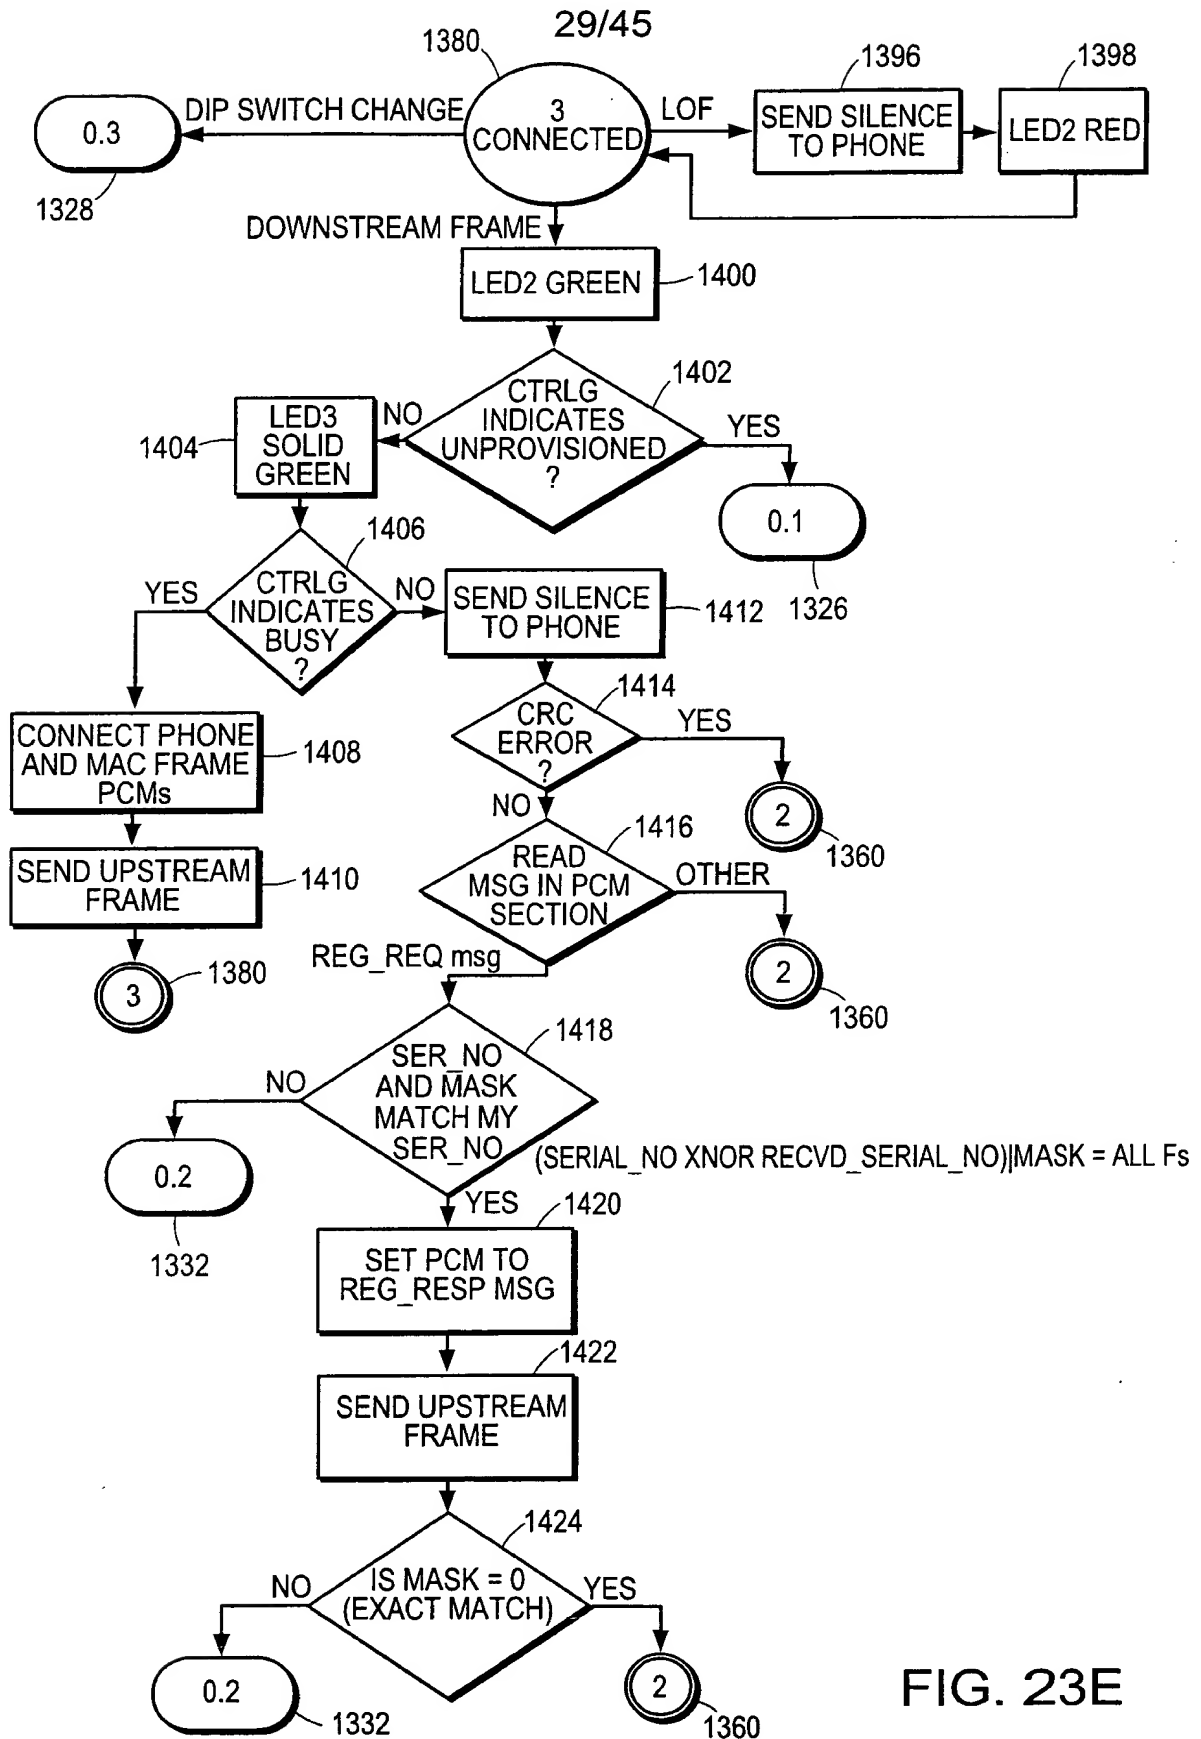 29/45
1380
1396
1398
DIP SWITCH CHANGE
0.3
3
CONNECTED
LOF
SEND SILENCE
TO PHONE
LED2 RED
1328
DOWNSTREAM FRAME
LED2 GREEN
1400
1402
CTRLG
INDICATES
UNPROVISIONED
?
NO
YES
LED3
SOLID
GREEN
1404
0.1
1326
1406
CTRLG
INDICATES
BUSY
?
YES
NO
SEND SILENCE
TO PHONE
1412
1414
CRC
ERROR
?
YES
NO
2
1360
CONNECT PHONE
AND MAC FRAME
PCMs
1408
SEND UPSTREAM
FRAME
1410
3
1380
1416
READ
MSG IN PCM
SECTION
OTHER
2
1360
REG_REQ msg
1418
SER_NO
AND MASK
MATCH MY
SER_NO
NO
0.2
1332
(SERIAL_NO XNOR RECVD_SERIAL_NO)|MASK = ALL Fs
YES
1420
SET PCM TO
REG_RESP MSG
1422
SEND UPSTREAM
FRAME
1424
IS MASK = 0
(EXACT MATCH)
NO
YES
0.2
1332
2
1360
FIG. 23E